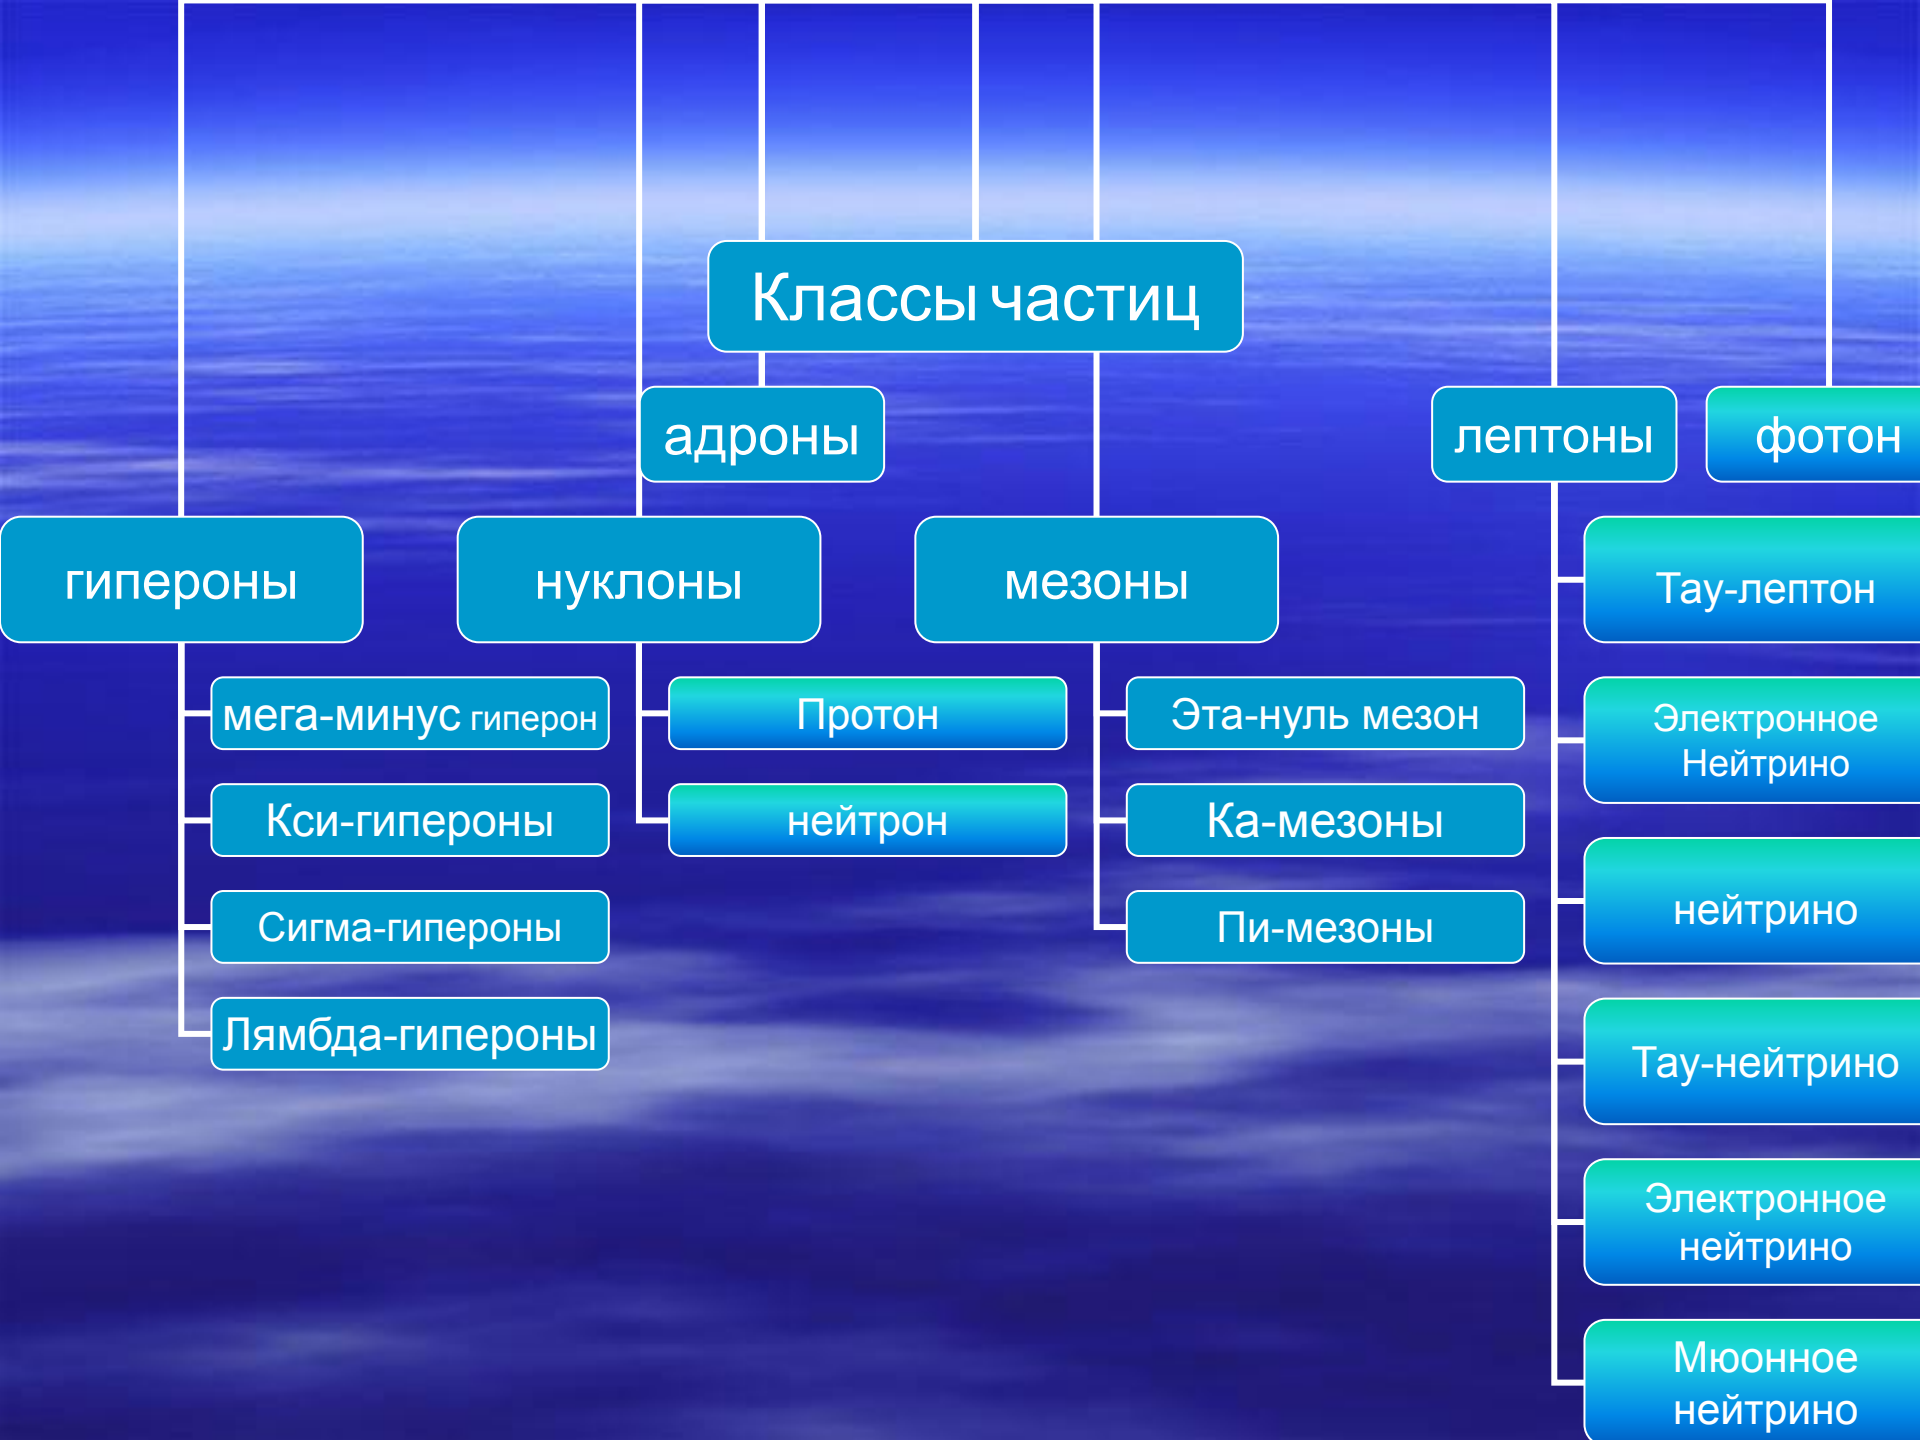 Классы частиц
адроны
лептоны
фотон
гипероны
нуклоны
мезоны
мега-минус гиперон
Кси-гипероны
Сигма-гипероны
Лямбда-гипероны
Протон
нейтрон
Эта-нуль мезон
Ка-мезоны
Пи-мезоны
Тау-лептон
Электронное
Нейтрино
нейтрино
Тау-нейтрино
Электронное
нейтрино
Мюонное
нейтрино